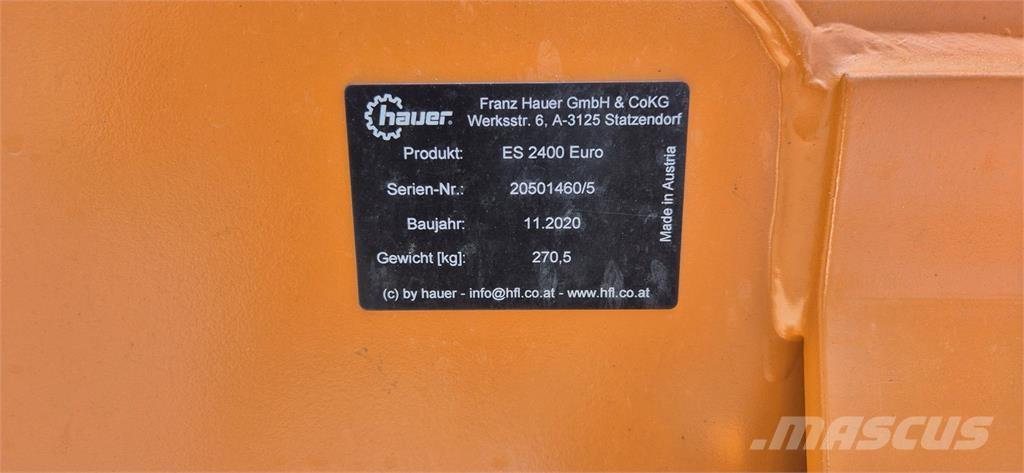 hauer®
Franz Hauer GmbH & CoKG
Werksstr. 6, A-3125 Statzendorf
Produkt: ES 2400 Euro
Serien-Nr.: 20501460/5
Baujahr: 11.2020
Gewicht [kg]: 270,5
Made in Austria
(c) by hauer - info@hfl.co.at - www.hfl.co.at
MASCUS